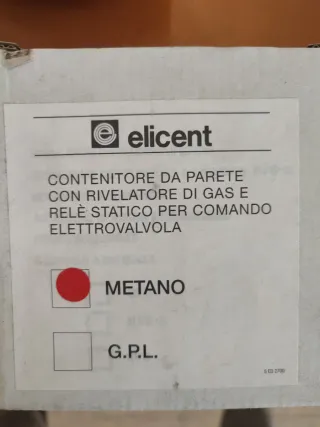 elicent
CONTENITORE DA PARETE
CON RIVELATORE DI GAS E
RELÈ STATICO PER COMANDO
ELETTROVALVOLA
METANO
G.P.L.